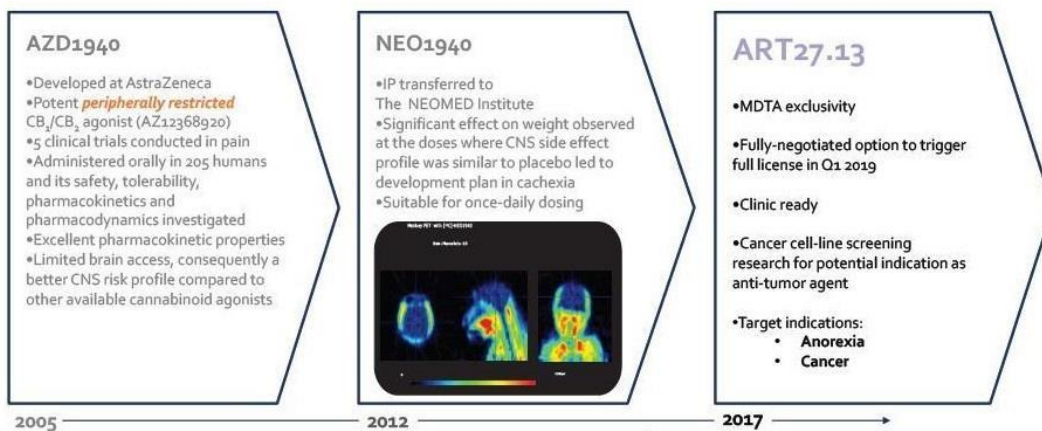 AZD1940
•Developed at AstraZeneca
•Potent peripherally restricted
CB₁/CB₂ agonist (AZ12368920)
•5 clinical trials conducted in pain
•Administered orally in 205 humans
and its safety, tolerability,
pharmacokinetics and
pharmacodynamics investigated
•Excellent pharmacokinetic properties
•Limited brain access, consequently a
better CNS risk profile compared to
other available cannabinoid agonists
NEO1940
•IP transferred to
The NEOMED Institute
•Significant effect on weight observed
at the doses where CNS side effect
profile was similar to placebo led to
development plan in cachexia
•Suitable for once-daily dosing
ART27.13
•MDTA exclusivity
•Fully-negotiated option to trigger
full license in Q1 2019
•Clinic ready
•Cancer cell-line screening
research for potential indication as
anti-tumor agent
•Target indications:
• Anorexia
• Cancer
2005
2012
2017